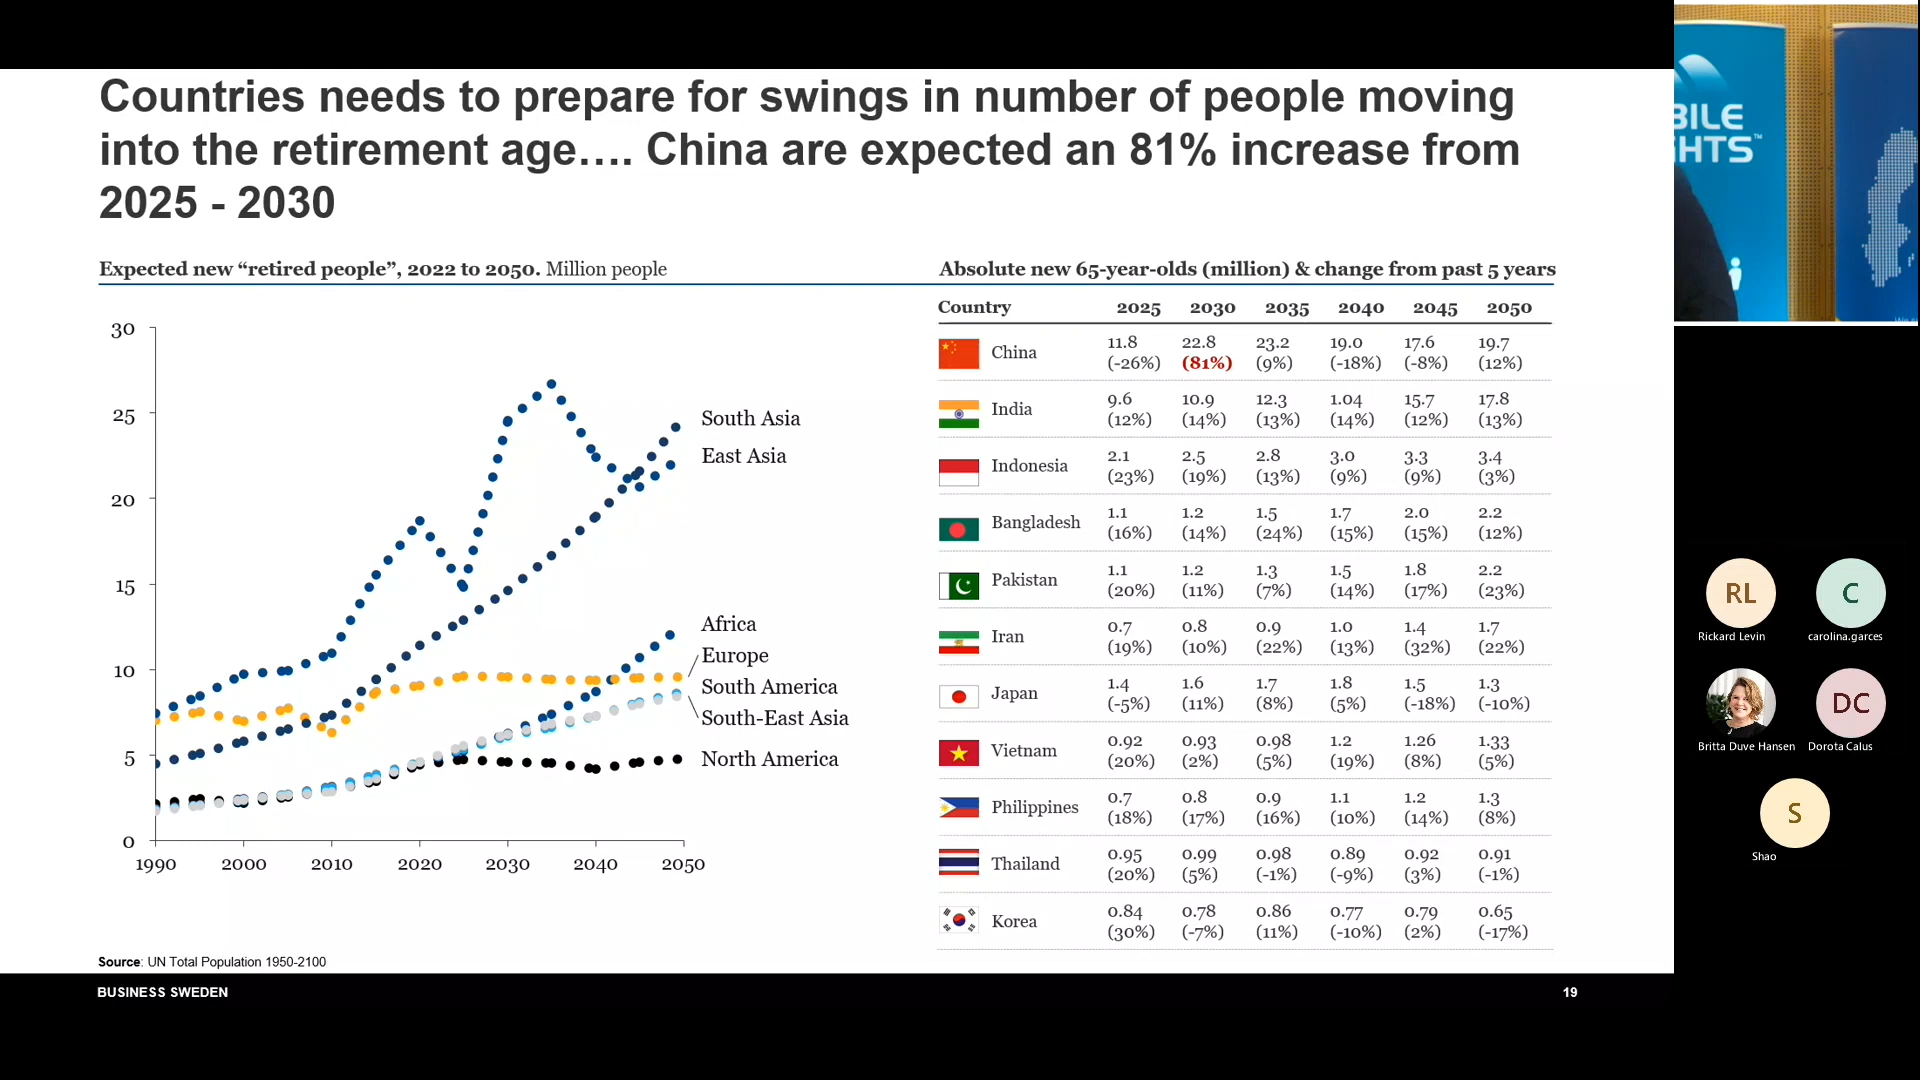 Countries needs to prepare for swings in number of people moving
into the retirement age…. China are expected an 81% increase from
2025 - 2030
Expected new “retired people”, 2022 to 2050. Million people
30
25
20
15
10
5
0
1990 2000 2010 2020 2030 2040 2050
South Asia
East Asia
Africa
Europe
South America
South-East Asia
North America
Absolute new 65-year-olds (million) & change from past 5 years
Country 2025 2030 2035 2040 2045 2050
China 11.8 22.8 23.2 19.0 17.6 19.7
(-26%) (81%) (9%) (-18%) (-8%) (12%)
India 9.6 10.9 12.3 1.04 15.7 17.8
(12%) (14%) (13%) (14%) (12%) (13%)
Indonesia 2.1 2.5 2.8 3.0 3.3 3.4
(23%) (19%) (13%) (9%) (9%) (3%)
Bangladesh 1.1 1.2 1.5 1.7 2.0 2.2
(16%) (14%) (24%) (15%) (15%) (12%)
Pakistan 1.1 1.2 1.3 1.5 1.8 2.2
(20%) (11%) (7%) (14%) (17%) (23%)
Iran 0.7 0.8 0.9 1.0 1.4 1.7
(19%) (10%) (22%) (13%) (32%) (22%)
Japan 1.4 1.6 1.7 1.8 1.5 1.3
(-5%) (11%) (8%) (5%) (-18%) (-10%)
Vietnam 0.92 0.93 0.98 1.2 1.26 1.33
(20%) (2%) (5%) (19%) (8%) (5%)
Philippines 0.7 0.8 0.9 1.1 1.2 1.3
(18%) (17%) (16%) (10%) (14%) (8%)
Thailand 0.95 0.99 0.98 0.89 0.92 0.91
(20%) (5%) (-1%) (-9%) (3%) (-1%)
Korea 0.84 0.78 0.86 0.77 0.79 0.65
(30%) (-7%) (11%) (-10%) (2%) (-17%)
Source: UN Total Population 1950-2100
BUSINESS SWEDEN
19
BILE
HTS™
RL
Rickard Levin
C
carolina.garces
Britta Duve Hansen
DC
Dorota Calus
S
Shao